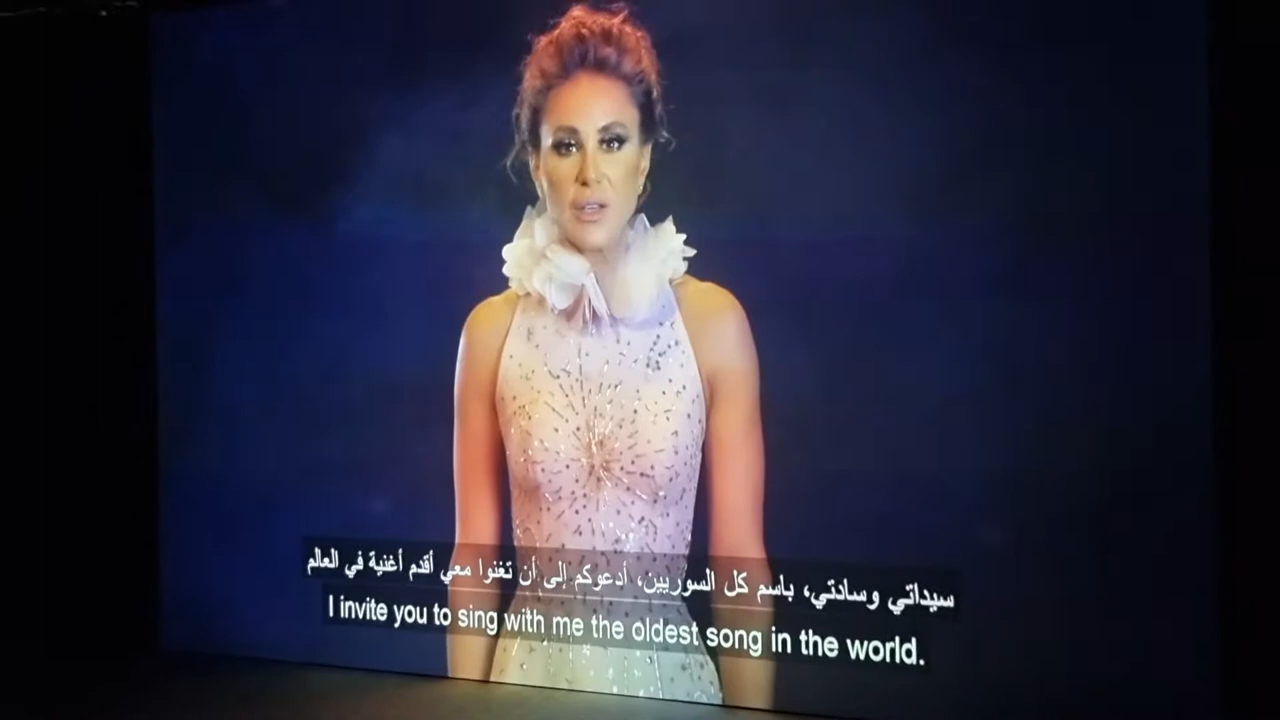 سيداتي وسادتي، باسم كل السوريين، أدعوكم إلى أن تغنوا معي أقدم أغنية في العالم
I invite you to sing with me the oldest song in the world.